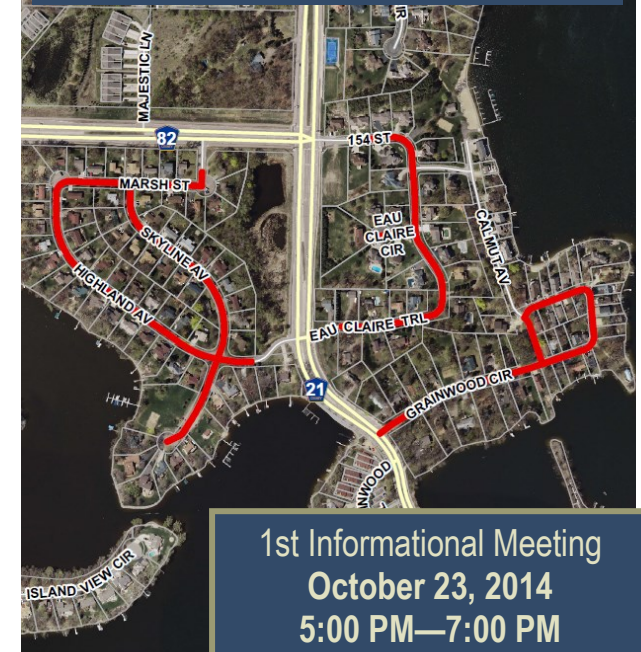 IR
MAJESTIC LN
82
154 ST
MARSH ST
EAU
CLAIRE
CIR
CALMUT AV
SKYLINE AV
HIGHLAND AV
EAU CLAIRE TRL
21
GRAINWOOD CIR
ISLAND VIEW CIR
1st Informational Meeting
October 23, 2014
5:00 PM—7:00 PM